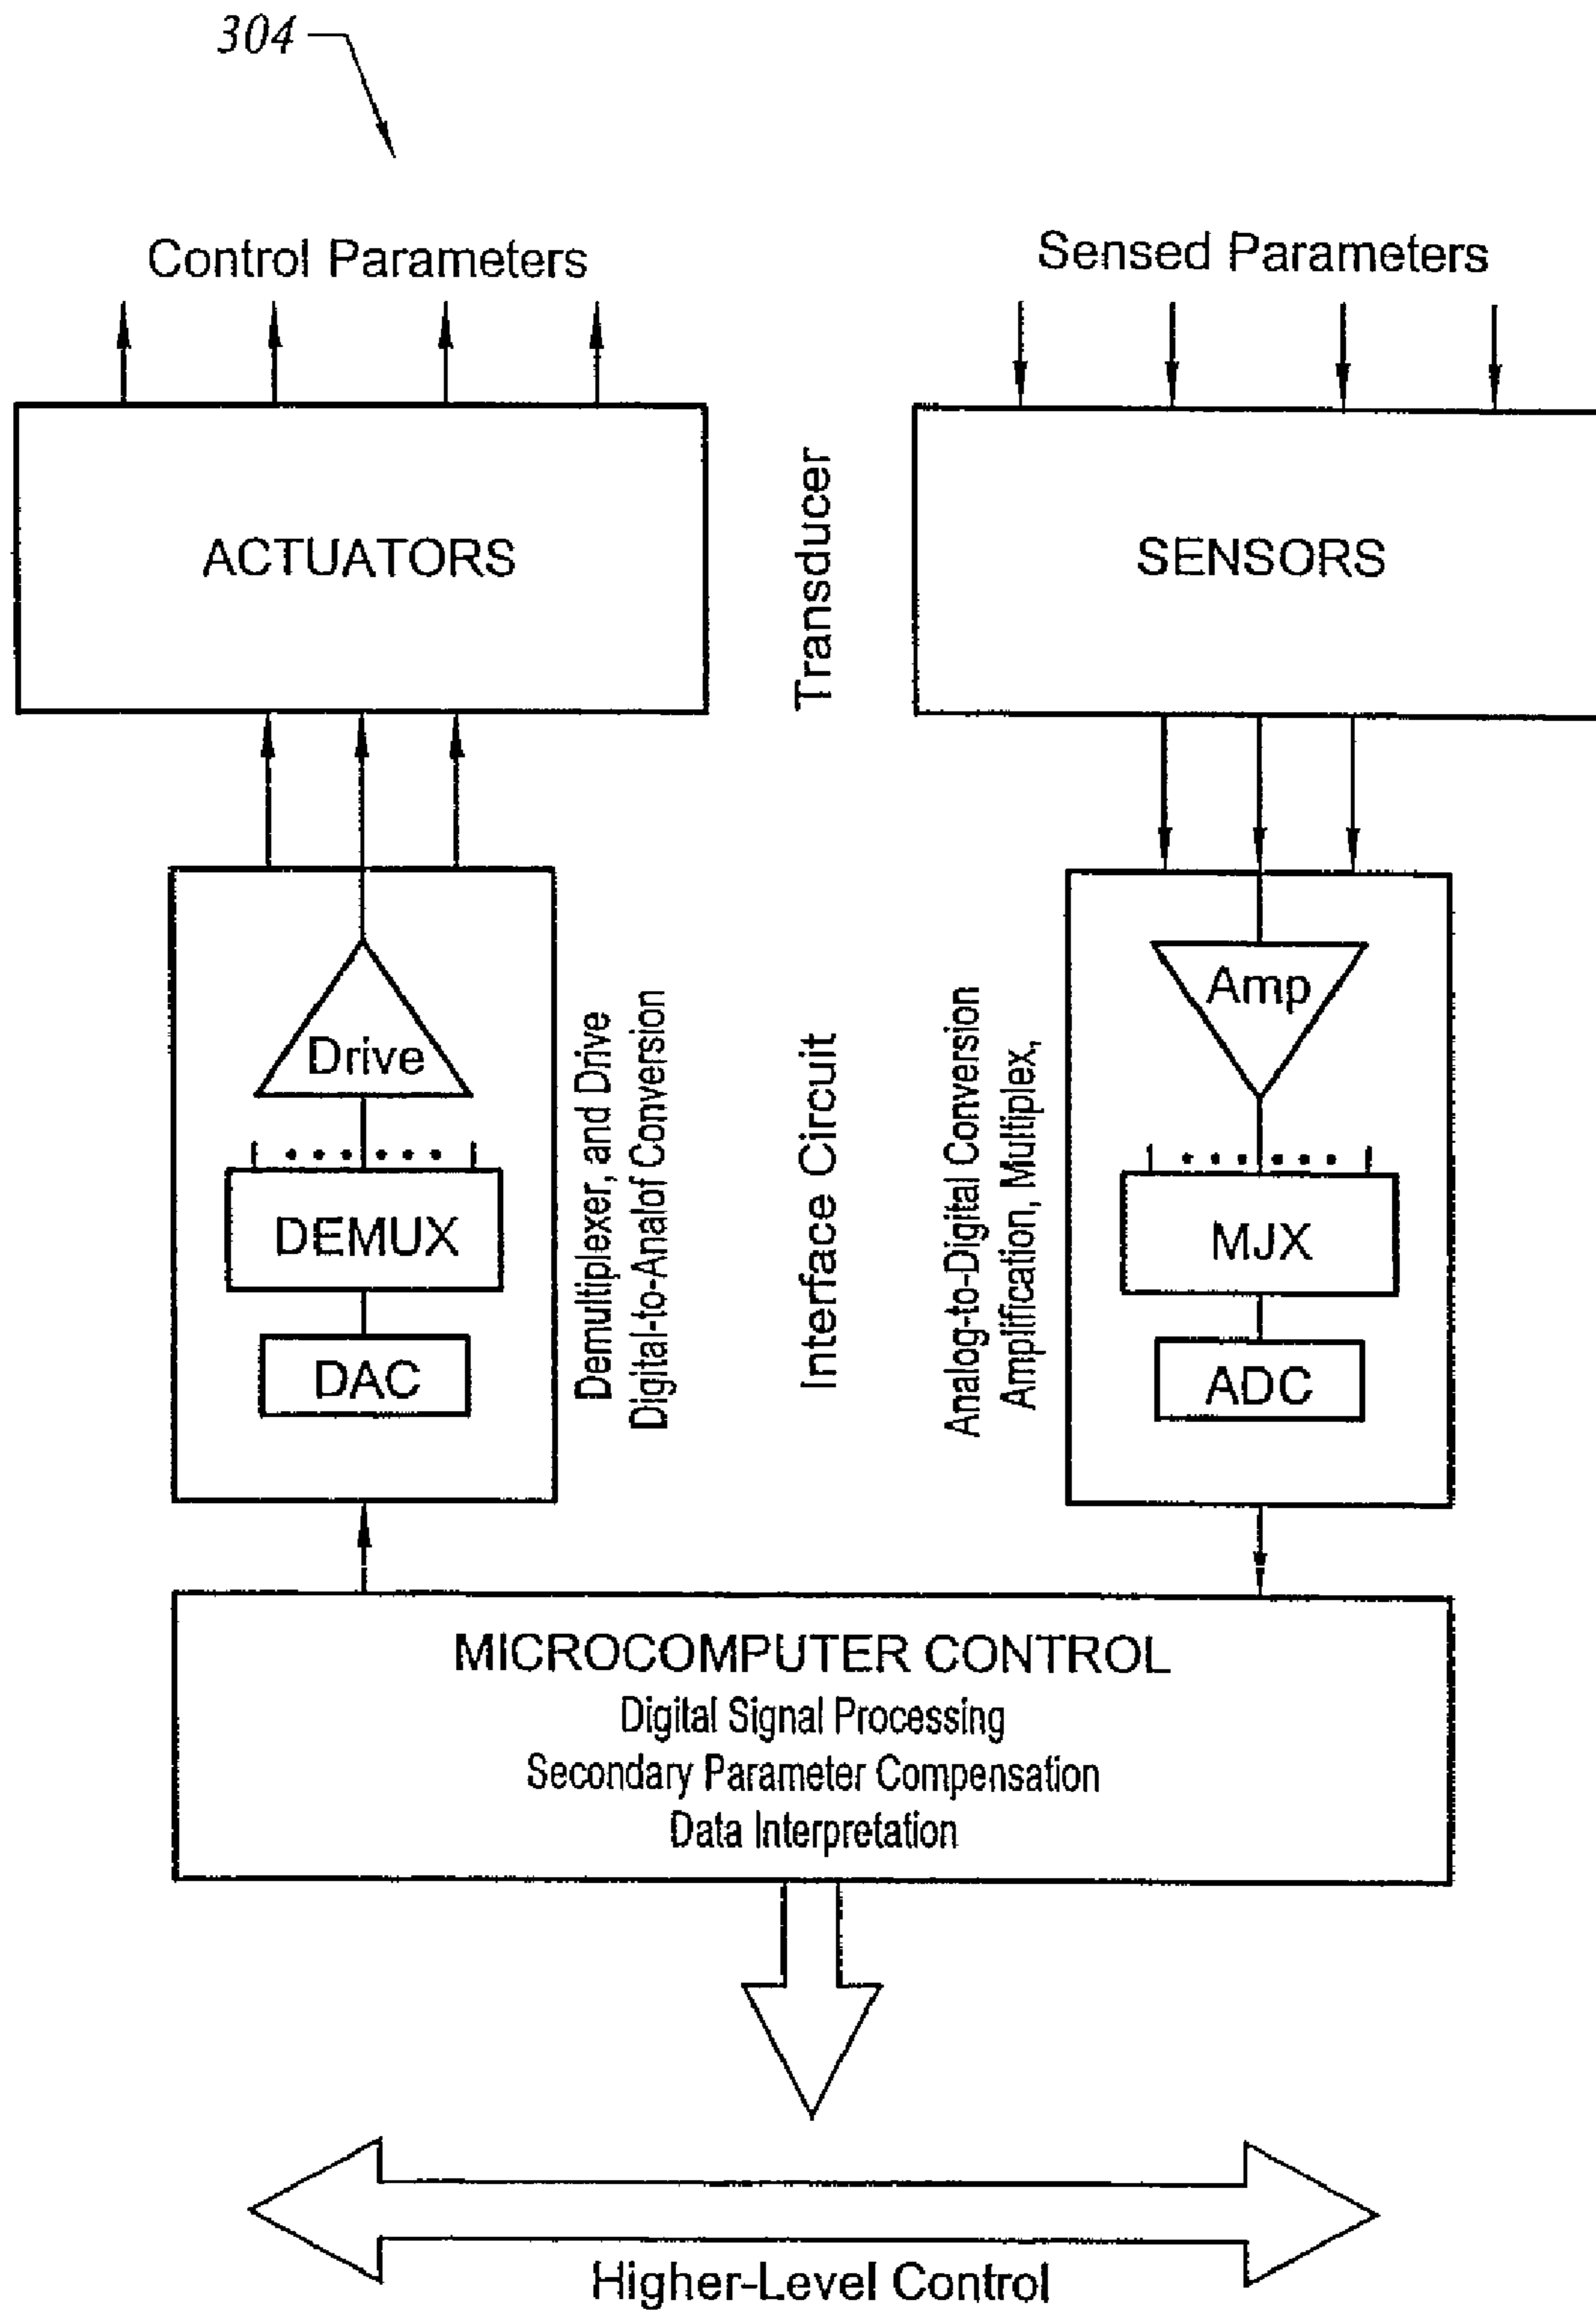 304
Control Parameters
Sensed Parameters
ACTUATORS
Transducer
SENSORS
Drive
DEMUX
DAC
Demultiplexer, and Drive
Digital-to-Analof Conversion
Interface Circuit
Analog-to-Digital Conversion
Amplification, Multiplex,
Amp
MJX
ADC
MICROCOMPUTER CONTROL
Digital Signal Processing
Secondary Parameter Compensation
Data Interpretation
Higher-Level Control